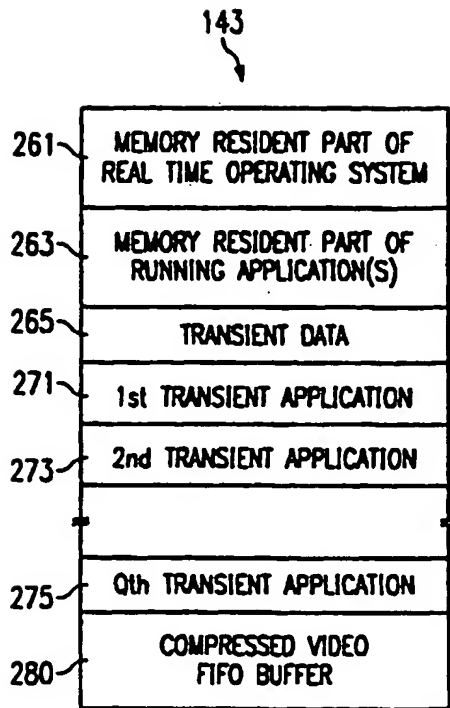 143
261
MEMORY RESIDENT PART OF
REAL TIME OPERATING SYSTEM
263
MEMORY RESIDENT PART OF
RUNNING APPLICATION(S)
265
TRANSIENT DATA
271
1st TRANSIENT APPLICATION
273
2nd TRANSIENT APPLICATION
275
Qth TRANSIENT APPLICATION
280
COMPRESSED VIDEO
FIFO BUFFER